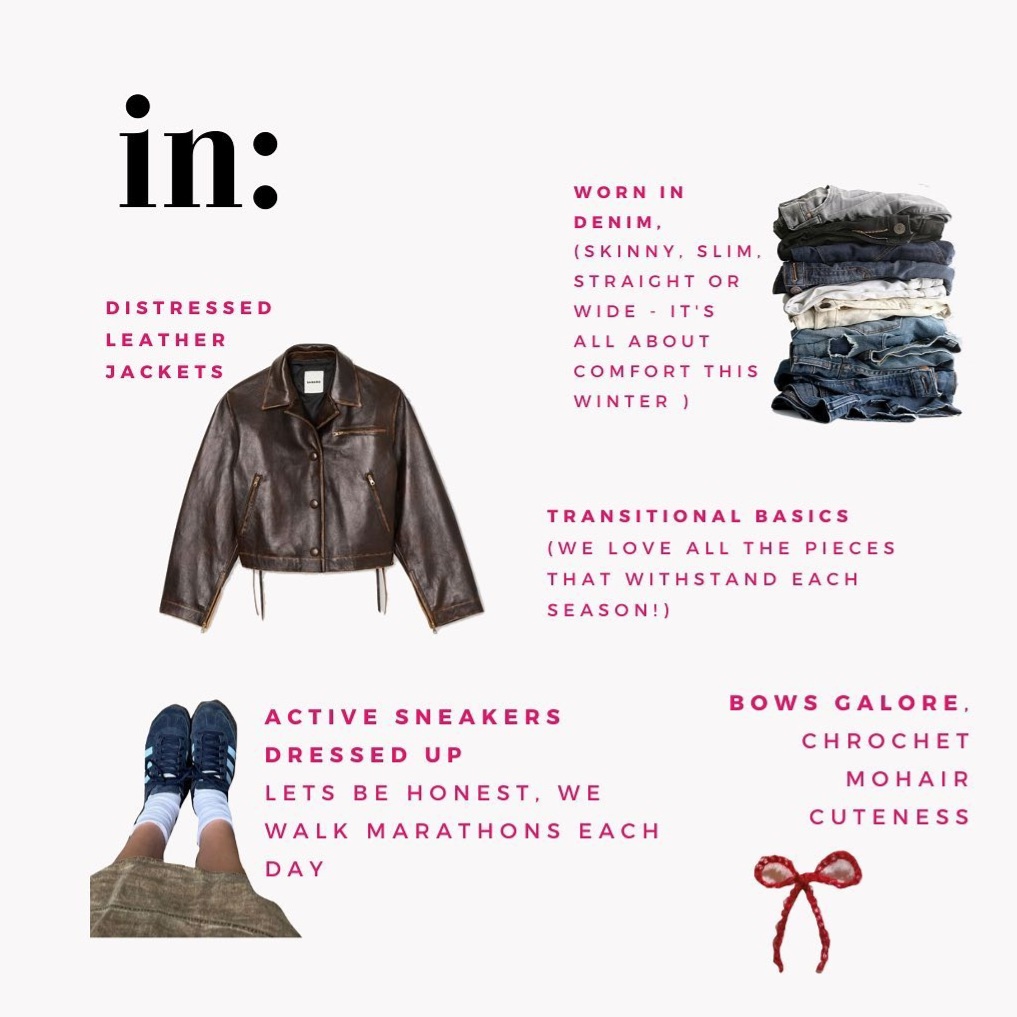 in:
DISTRESSED
LEATHER
JACKETS
WORN IN
DENIM,
(SKINNY, SLIM,
STRAIGHT OR
WIDE - IT'S
ALL ABOUT
COMFORT THIS
WINTER )
TRANSITIONAL BASICS
(WE LOVE ALL THE PIECES
THAT WITHSTAND EACH
SEASON!)
ACTIVE SNEAKERS
DRESSED UP
LETS BE HONEST, WE
WALK MARATHONS EACH
DAY
BOWS GALORE,
CHROCHET
MOHAIR
CUTENESS